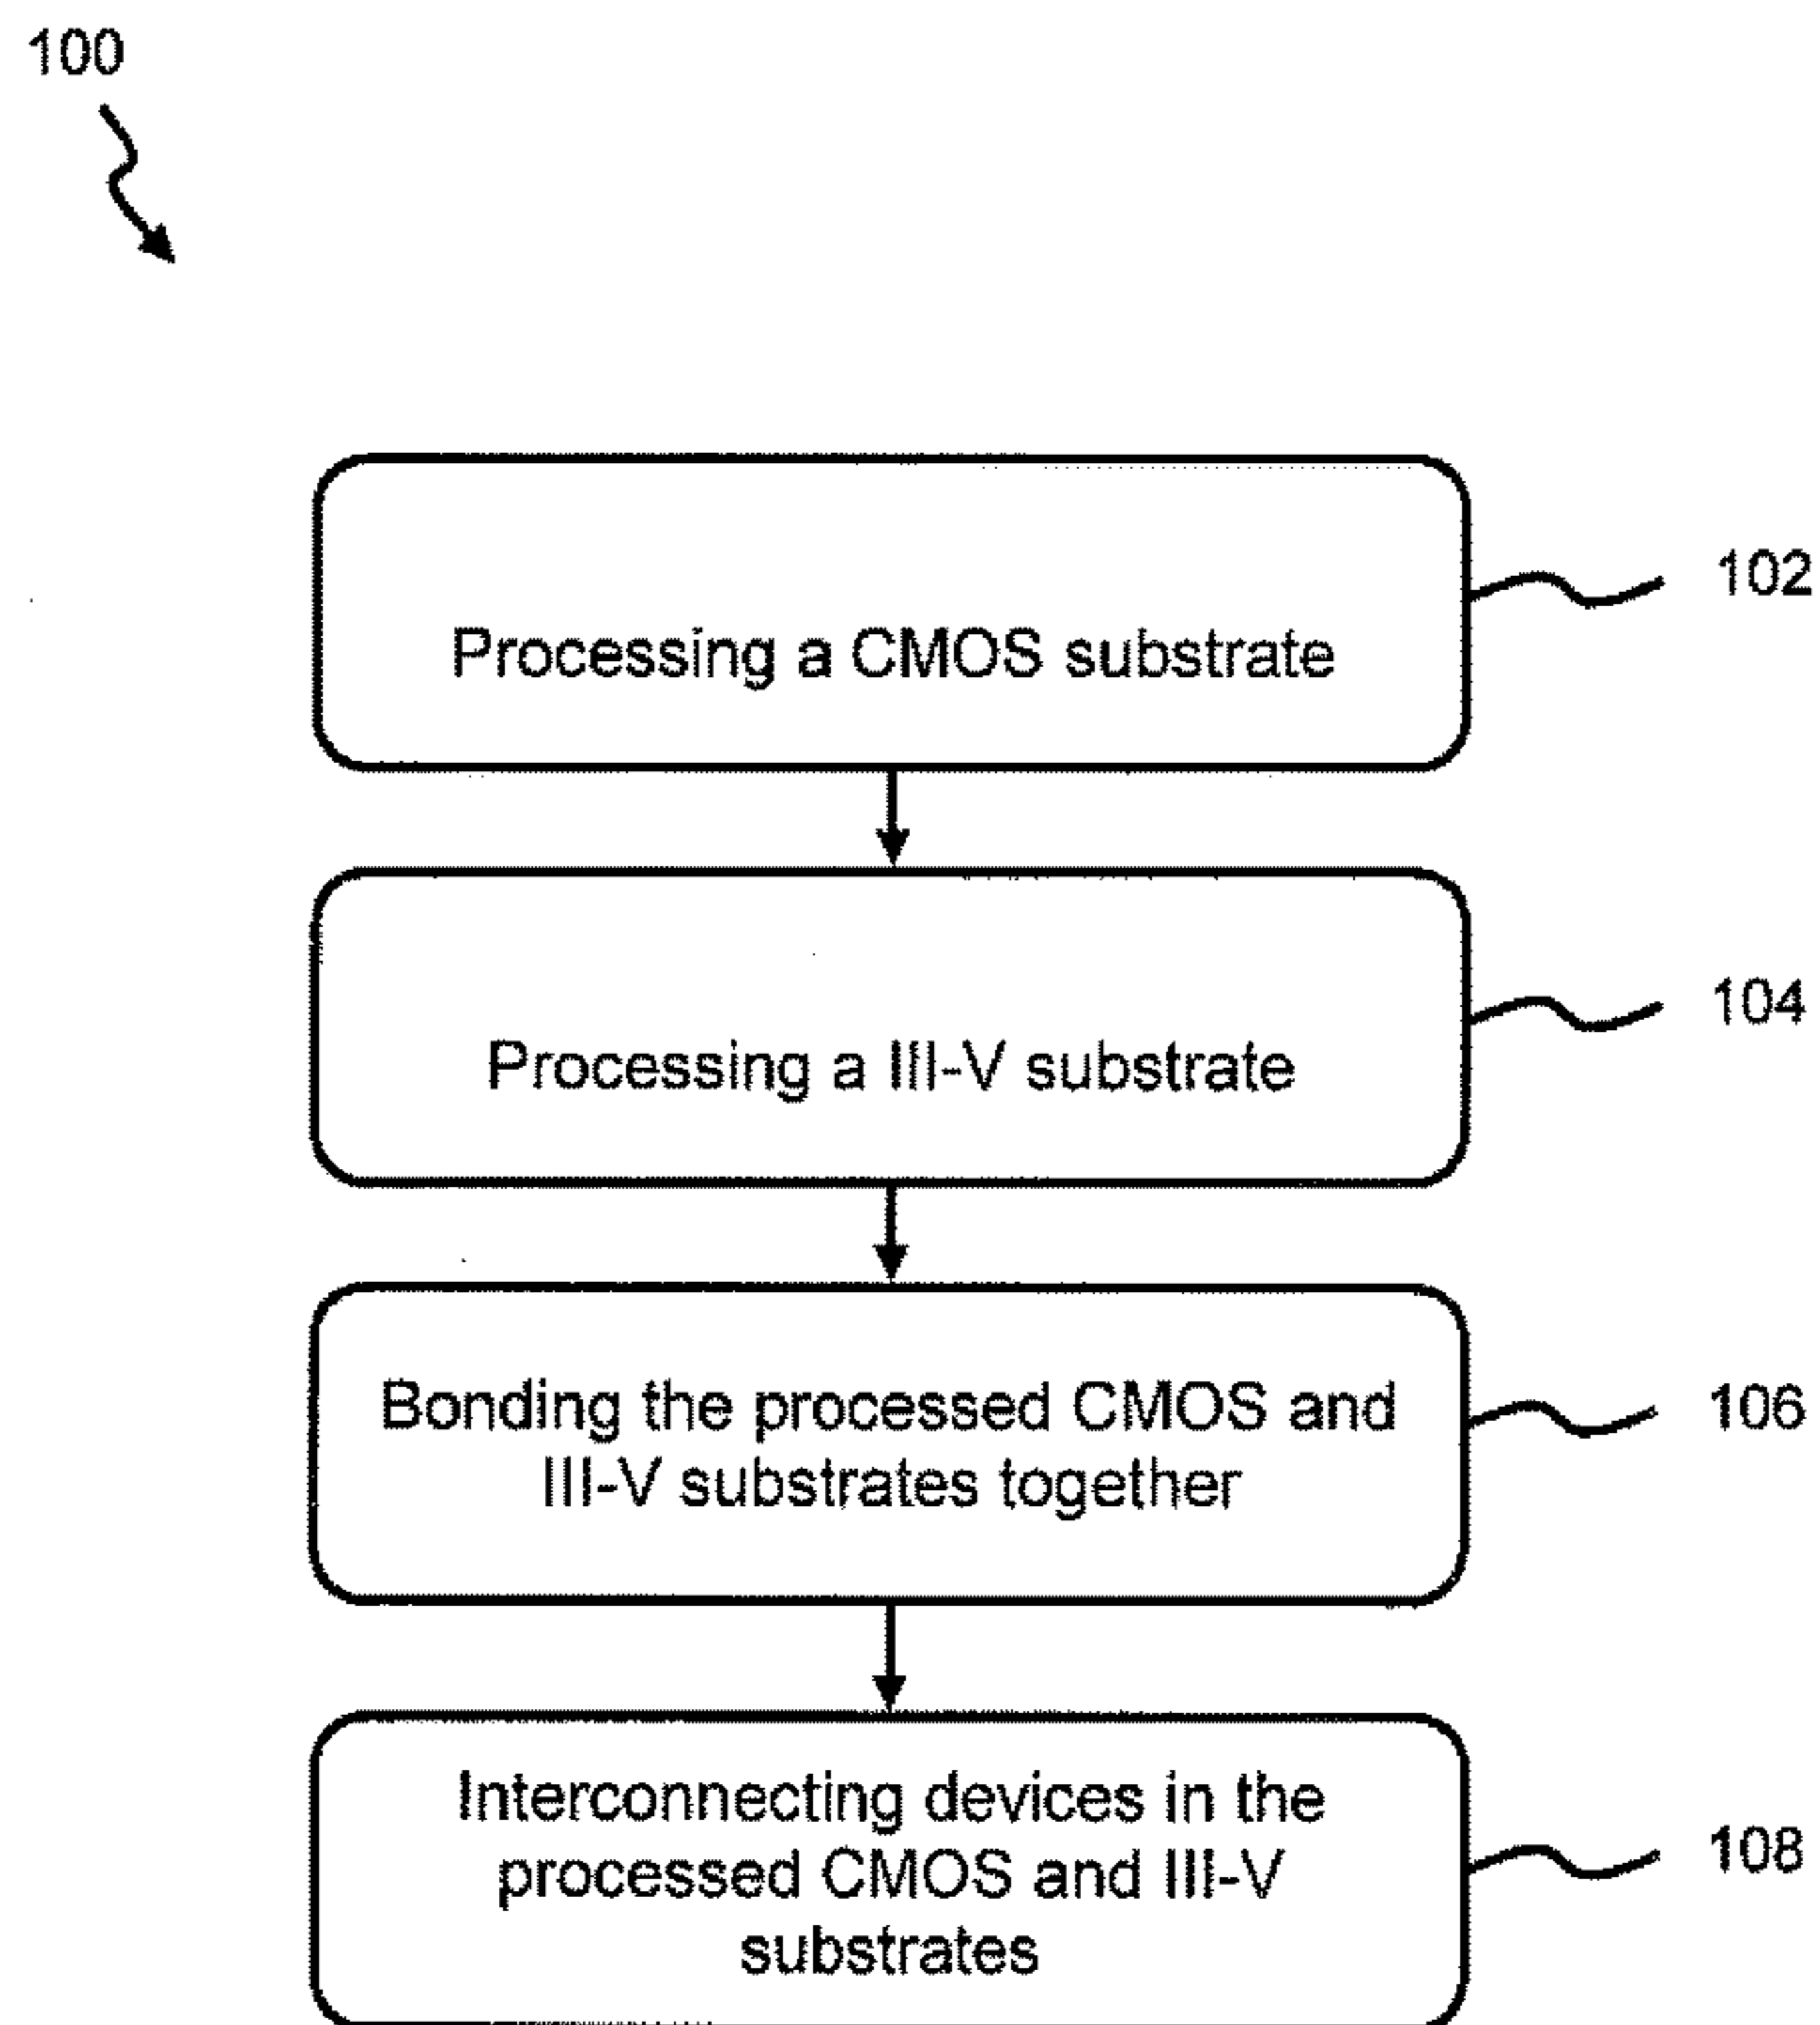 100
Processing a CMOS substrate
102
Processing a III-V substrate
104
Bonding the processed CMOS and
III-V substrates together
106
Interconnecting devices in the
processed CMOS and III-V
substrates
108